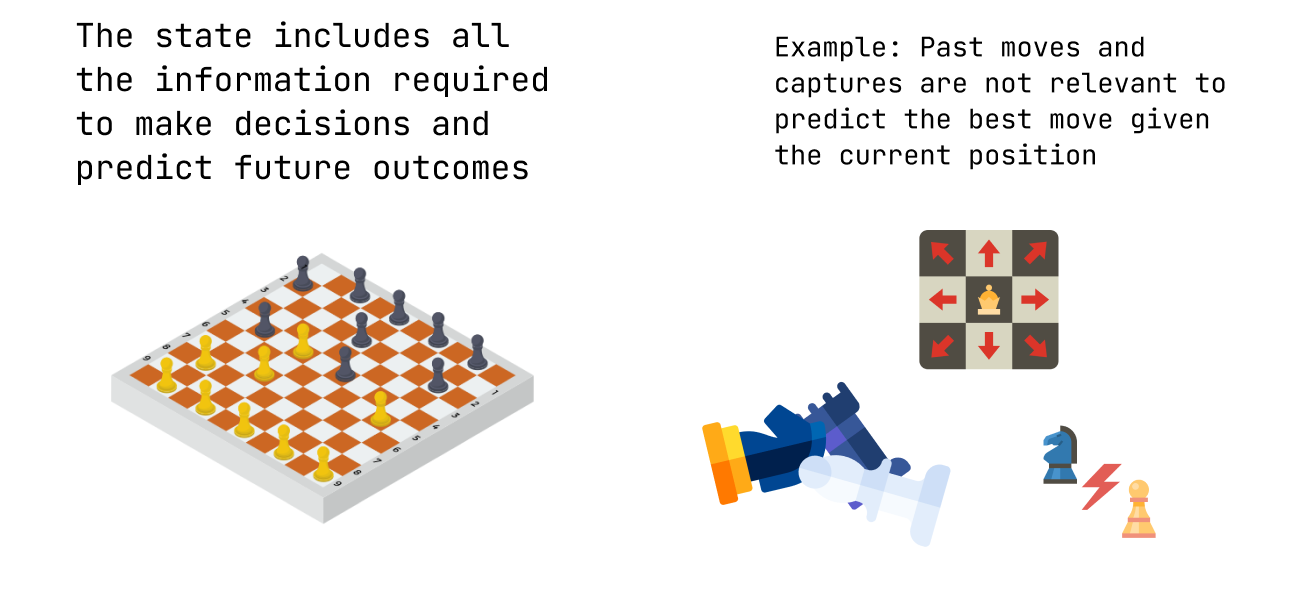 The state includes all
the information required
to make decisions and
predict future outcomes
Example: Past moves and
captures are not relevant to
predict the best move given
the current position